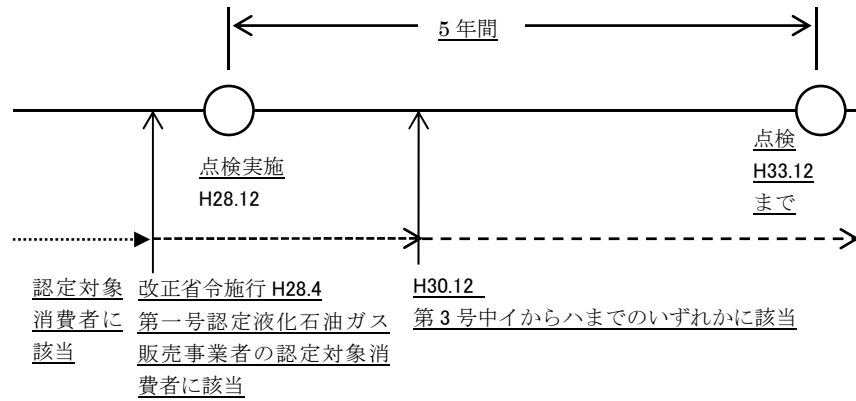 5 年間
点検実施
H28.12
点検
H33.12
まで
認定対象
消費者に
該当
改正省令施行 H28.4
第一号認定液化石油ガス
販売事業者の認定対象消
費者に該当
H30.12
第 3 号中イからハまでのいずれかに該当